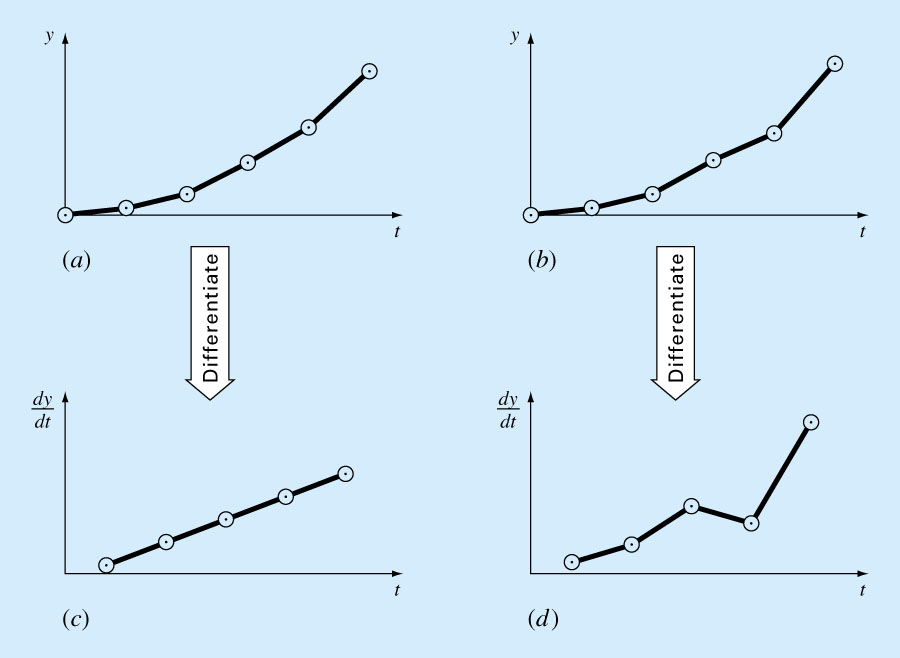 y
t
(a)
y
t
(b)
Differentiate
Differentiate
dy
dt
t
(c)
dy
dt
t
(d)